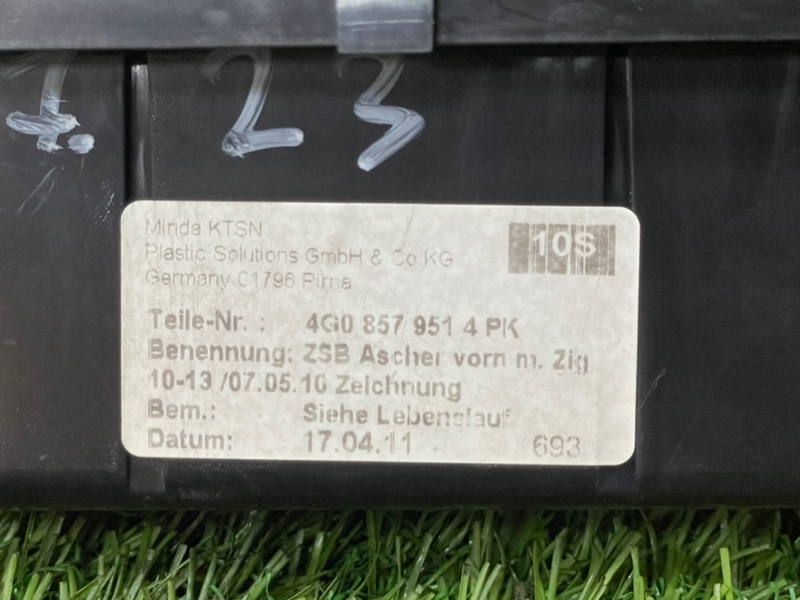 7.
23
Minda KTSN
Plastic Solutions GmbH & Co KG
Germany 01796 Pirna
10S
Teile-Nr. : 4G0 857 951 4 PK
Benennung: ZSB Ascher vorn m. Zig
10-13 /07.05.10 Zeichnung
Bem.: Siehe Lebenslauf
Datum: 17.04.11 693